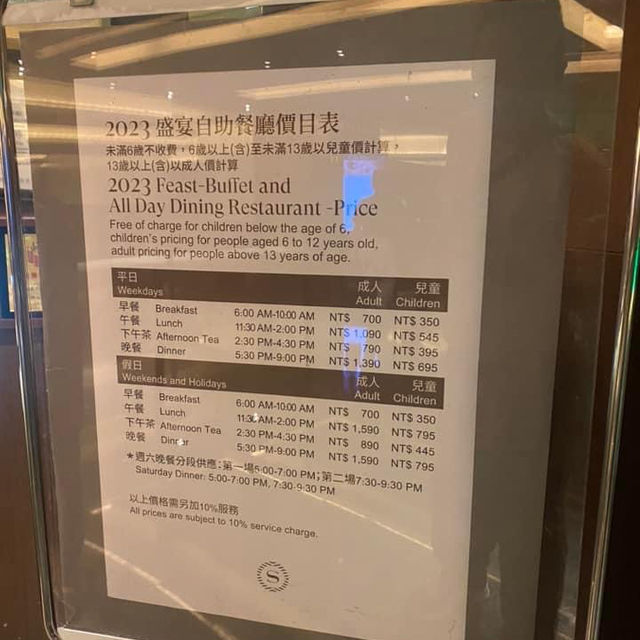 2023 盛宴自助餐廳價目表
未滿6歲不收費，6歲以上(含)至未滿13歲以兒童價計算，
13歲以上(含)以成人價計算
2023 Feast-Buffet and
All Day Dining Restaurant -Price
Free of charge for children below the age of 6,
children's pricing for people aged 6 to 12 years old,
adult pricing for people above 13 years of age.
平日 成人 兒童
Weekdays Adult Children
早餐 Breakfast 6:00 AM-10:00 AM NT$ 700 NT$ 350
午餐 Lunch 11:30 AM-2:00 PM NT$ 1,090 NT$ 545
下午茶 Afternoon Tea 2:30 PM-4:30 PM NT$ 790 NT$ 395
晚餐 Dinner 5:30 PM-9:00 PM NT$ 1,390 NT$ 695
假日 成人 兒童
Weekends and Holidays Adult Children
早餐 Breakfast 6:00 AM-10:00 AM NT$ 700 NT$ 350
午餐 Lunch 11:30 AM-2:00 PM NT$ 1,590 NT$ 795
下午茶 Afternoon Tea 2:30 PM-4:30 PM NT$ 890 NT$ 445
晚餐 Dinner 5:30 PM-9:00 PM NT$ 1,590 NT$ 795
★週六晚餐分段供應：第一場5:00-7:00 PM；第二場7:30-9:30 PM
Saturday Dinner: 5:00-7:00 PM, 7:30-9:30 PM
以上價格需另加10%服務
All prices are subject to 10% service charge.
S